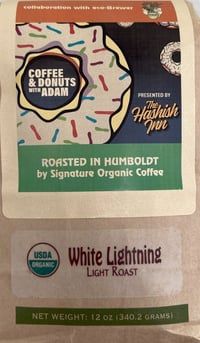 collaboration with eco-Brewer
COFFEE
& DONUTS
WITH ADAM
PRESENTED BY
The
Hashish
Inn
ROASTED IN HUMBOLDT
by Signature Organic Coffee
USDA
ORGANIC
White Lightning
LIGHT ROAST
NET WEIGHT: 12 OZ (340.2 GRAMS)